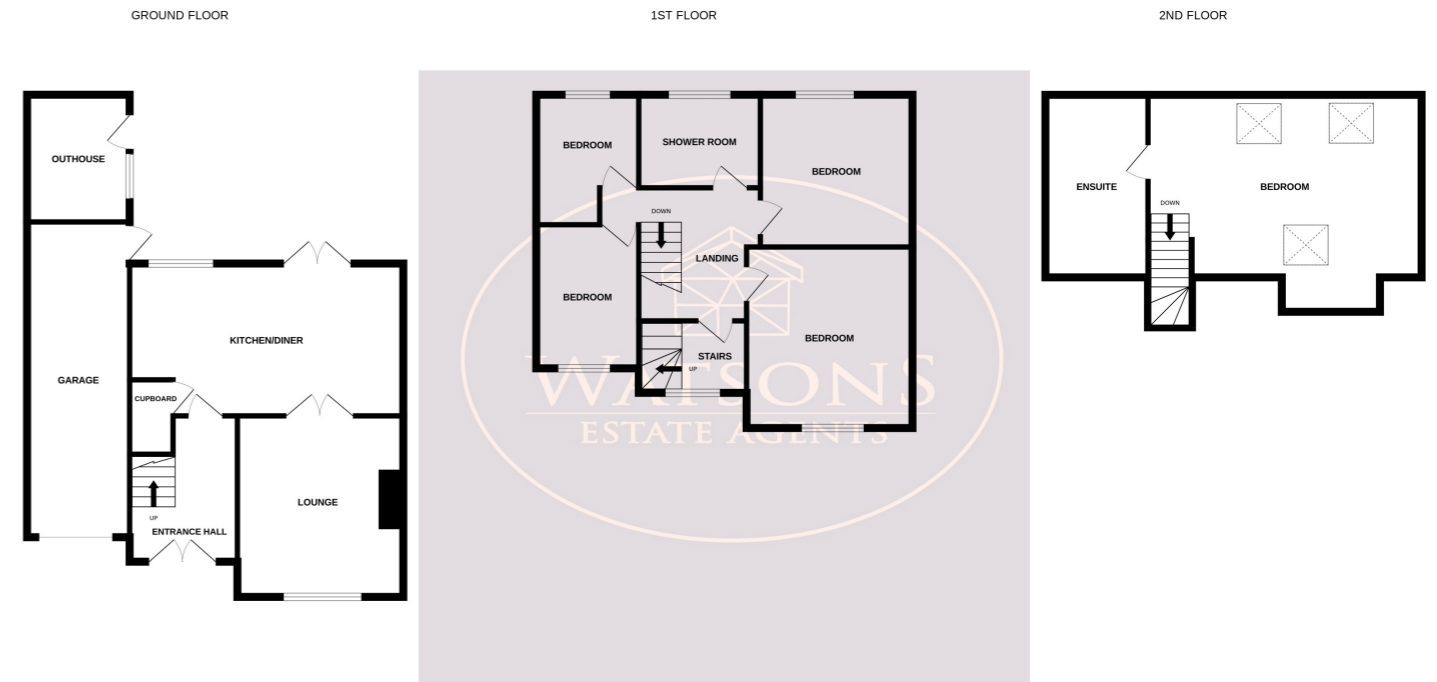 GROUND FLOOR
OUTHOUSE
GARAGE
KITCHEN/DINER
CUPBOARD
LOUNGE
UP
ENTRANCE HALL
1ST FLOOR
BEDROOM
SHOWER ROOM
BEDROOM
DOWN
LANDING
BEDROOM
BEDROOM
STAIRS
UP
WATSONS
ESTATE AGENTS
2ND FLOOR
ENSUITE
BEDROOM
DOWN